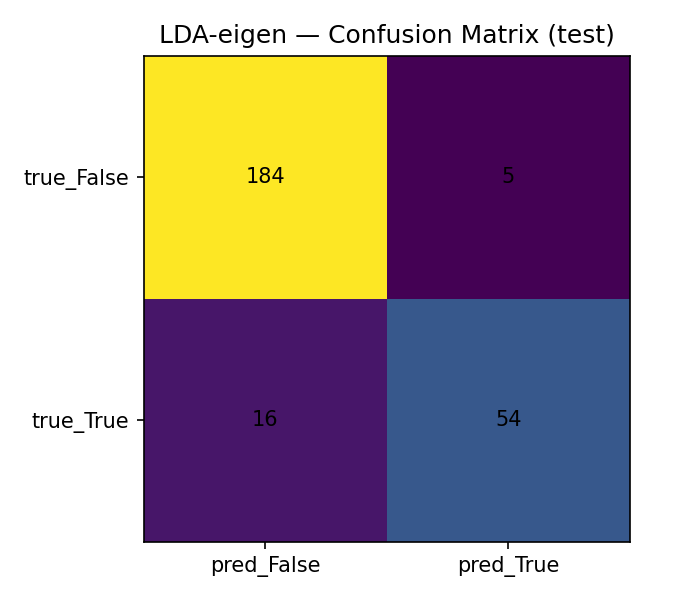 LDA-eigen — Confusion Matrix (test)
true_False
184
5
true_True
16
54
pred_False
pred_True